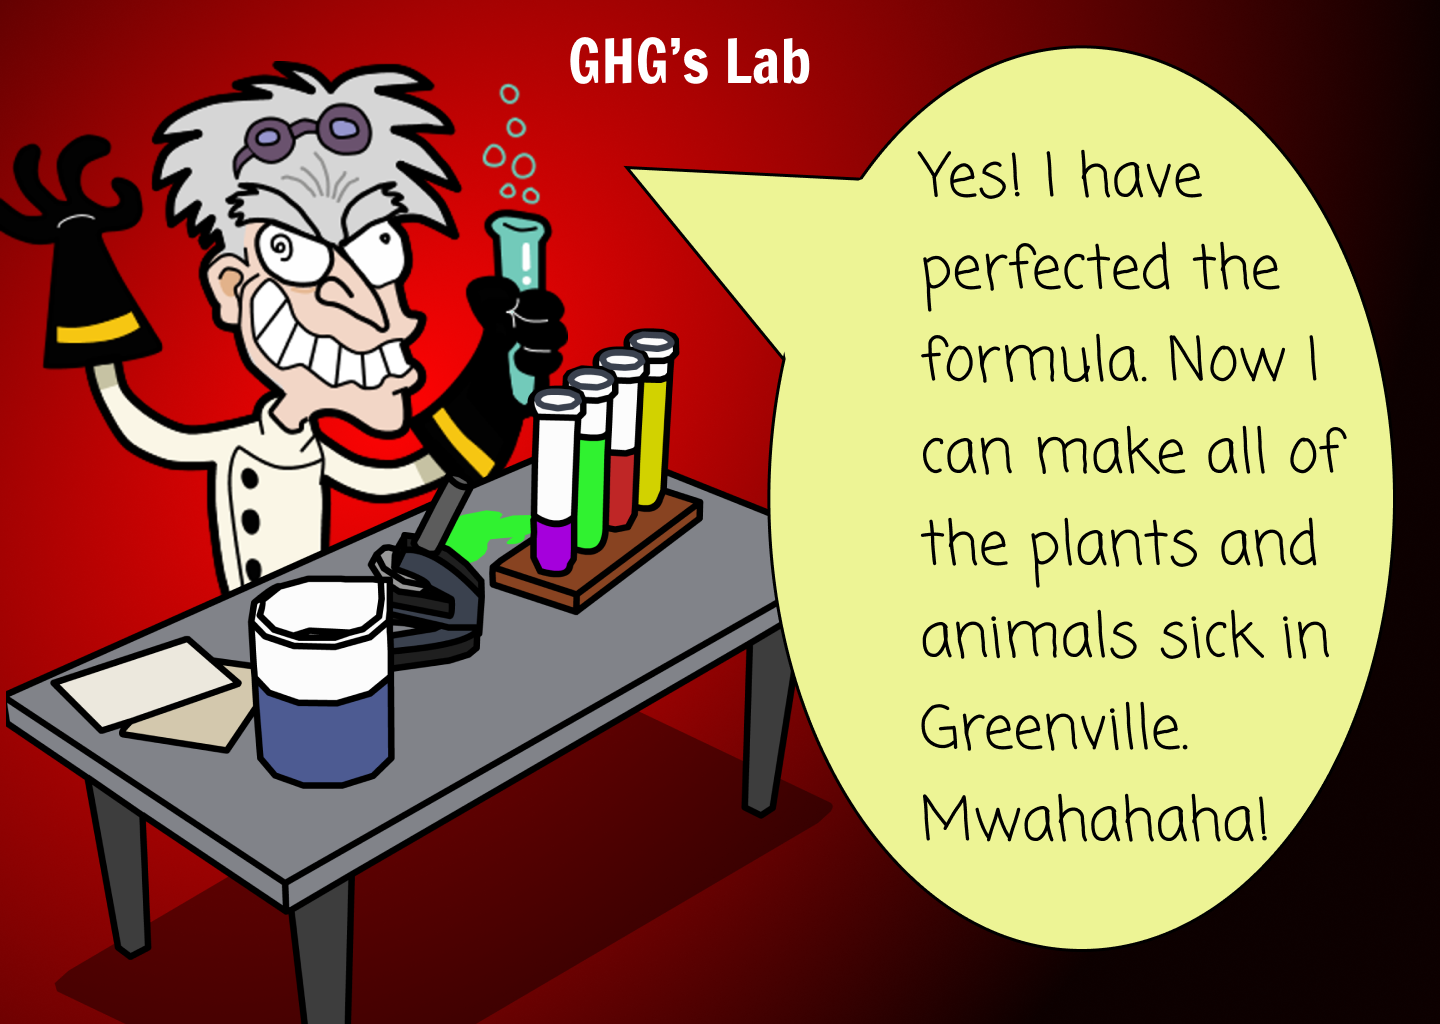 GHG's Lab
Yes! I have
perfected the
formula. Now I
can make all of
the plants and
animals sick in
Greenville.
Mwahahaha!